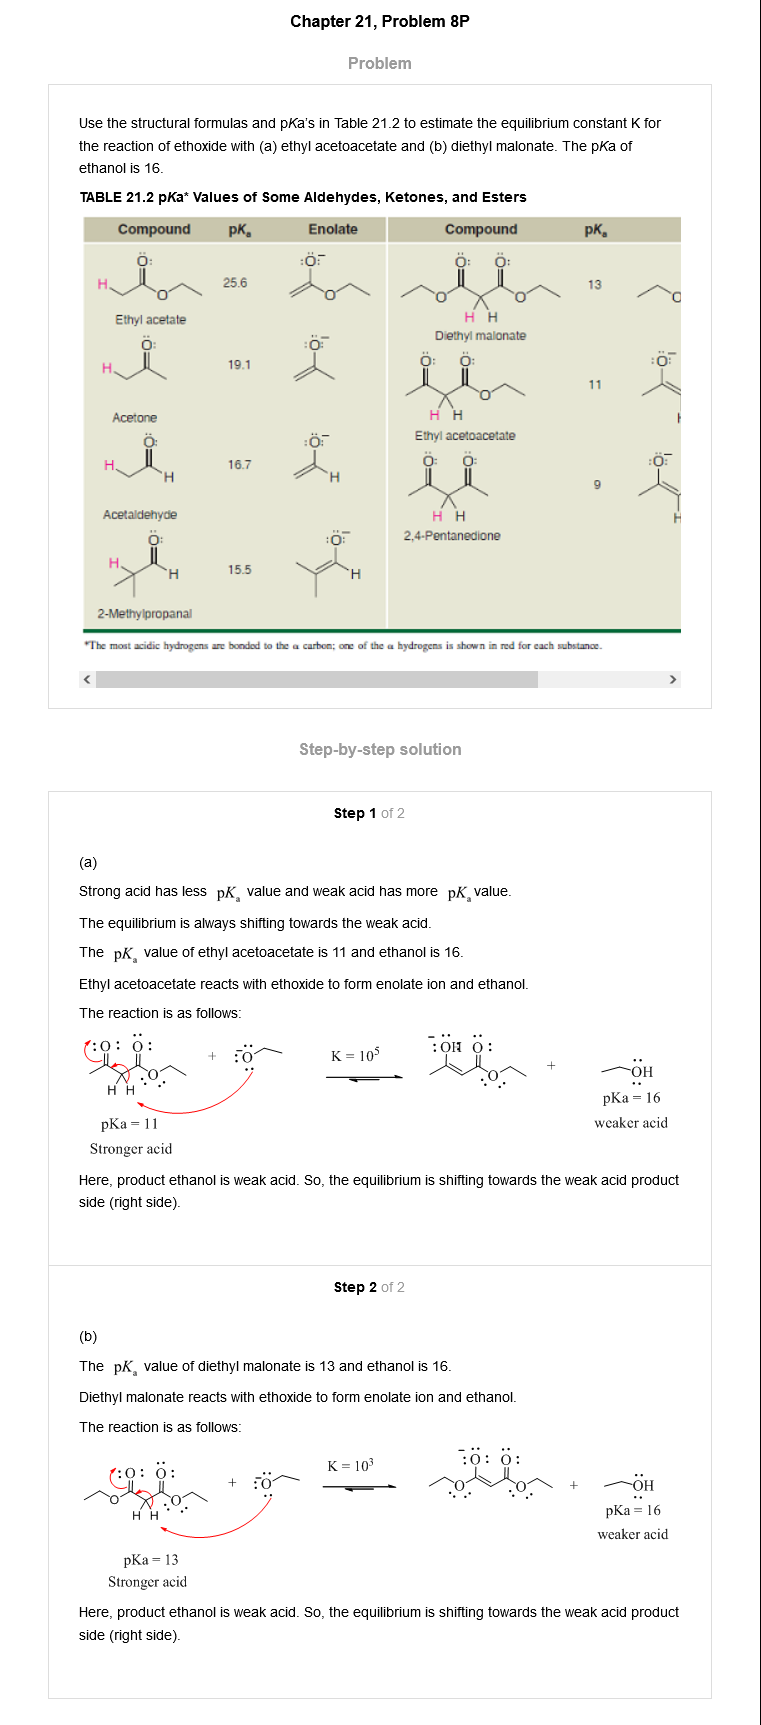 Chapter 21, Problem 8P
Problem
Use the structural formulas and pKa's in Table 21.2 to estimate the equilibrium constant K for
the reaction of ethoxide with (a) ethyl acetoacetate and (b) diethyl malonate. The pKa of
ethanol is 16.
TABLE 21.2 pKa* Values of Some Aldehydes, Ketones, and Esters
Compound pKₐ Enolate Compound pKₐ
Ö: :Ö:⁻ Ö: Ö:
H O 25.6 O O O 13 O
Ethyl acetate H H
Diethyl malonate
Ö: :Ö:⁻ Ö: Ö: :Ö:⁻
H 19.1 O 11
Acetone H H H
Ethyl acetoacetate
Ö: :Ö:⁻ Ö: Ö: :Ö:⁻
H H 16.7 H 9
Acetaldehyde H H H
2,4-Pentanedione
Ö: :Ö:⁻
H H 15.5 H
2-Methylpropanal
*The most acidic hydrogens are bonded to the α carbon; one of the α hydrogens is shown in red for each substance.
Step-by-step solution
Step 1 of 2
(a)
Strong acid has less pKₐ value and weak acid has more pKₐ value.
The equilibrium is always shifting towards the weak acid.
The pKₐ value of ethyl acetoacetate is 11 and ethanol is 16.
Ethyl acetoacetate reacts with ethoxide to form enolate ion and ethanol.
The reaction is as follows:
:O: Ö: + ⁻:Ö K = 10⁵ ⁻:OH Ö: +
O O ÖH
H H pKa = 16
pKa = 11 weaker acid
Stronger acid
Here, product ethanol is weak acid. So, the equilibrium is shifting towards the weak acid product
side (right side).
Step 2 of 2
(b)
The pKₐ value of diethyl malonate is 13 and ethanol is 16.
Diethyl malonate reacts with ethoxide to form enolate ion and ethanol.
The reaction is as follows:
:O: Ö: + ⁻:Ö K = 10³ ⁻:Ö: Ö: +
O O O O ÖH
H H pKa = 16
weaker acid
pKa = 13
Stronger acid
Here, product ethanol is weak acid. So, the equilibrium is shifting towards the weak acid product
side (right side).